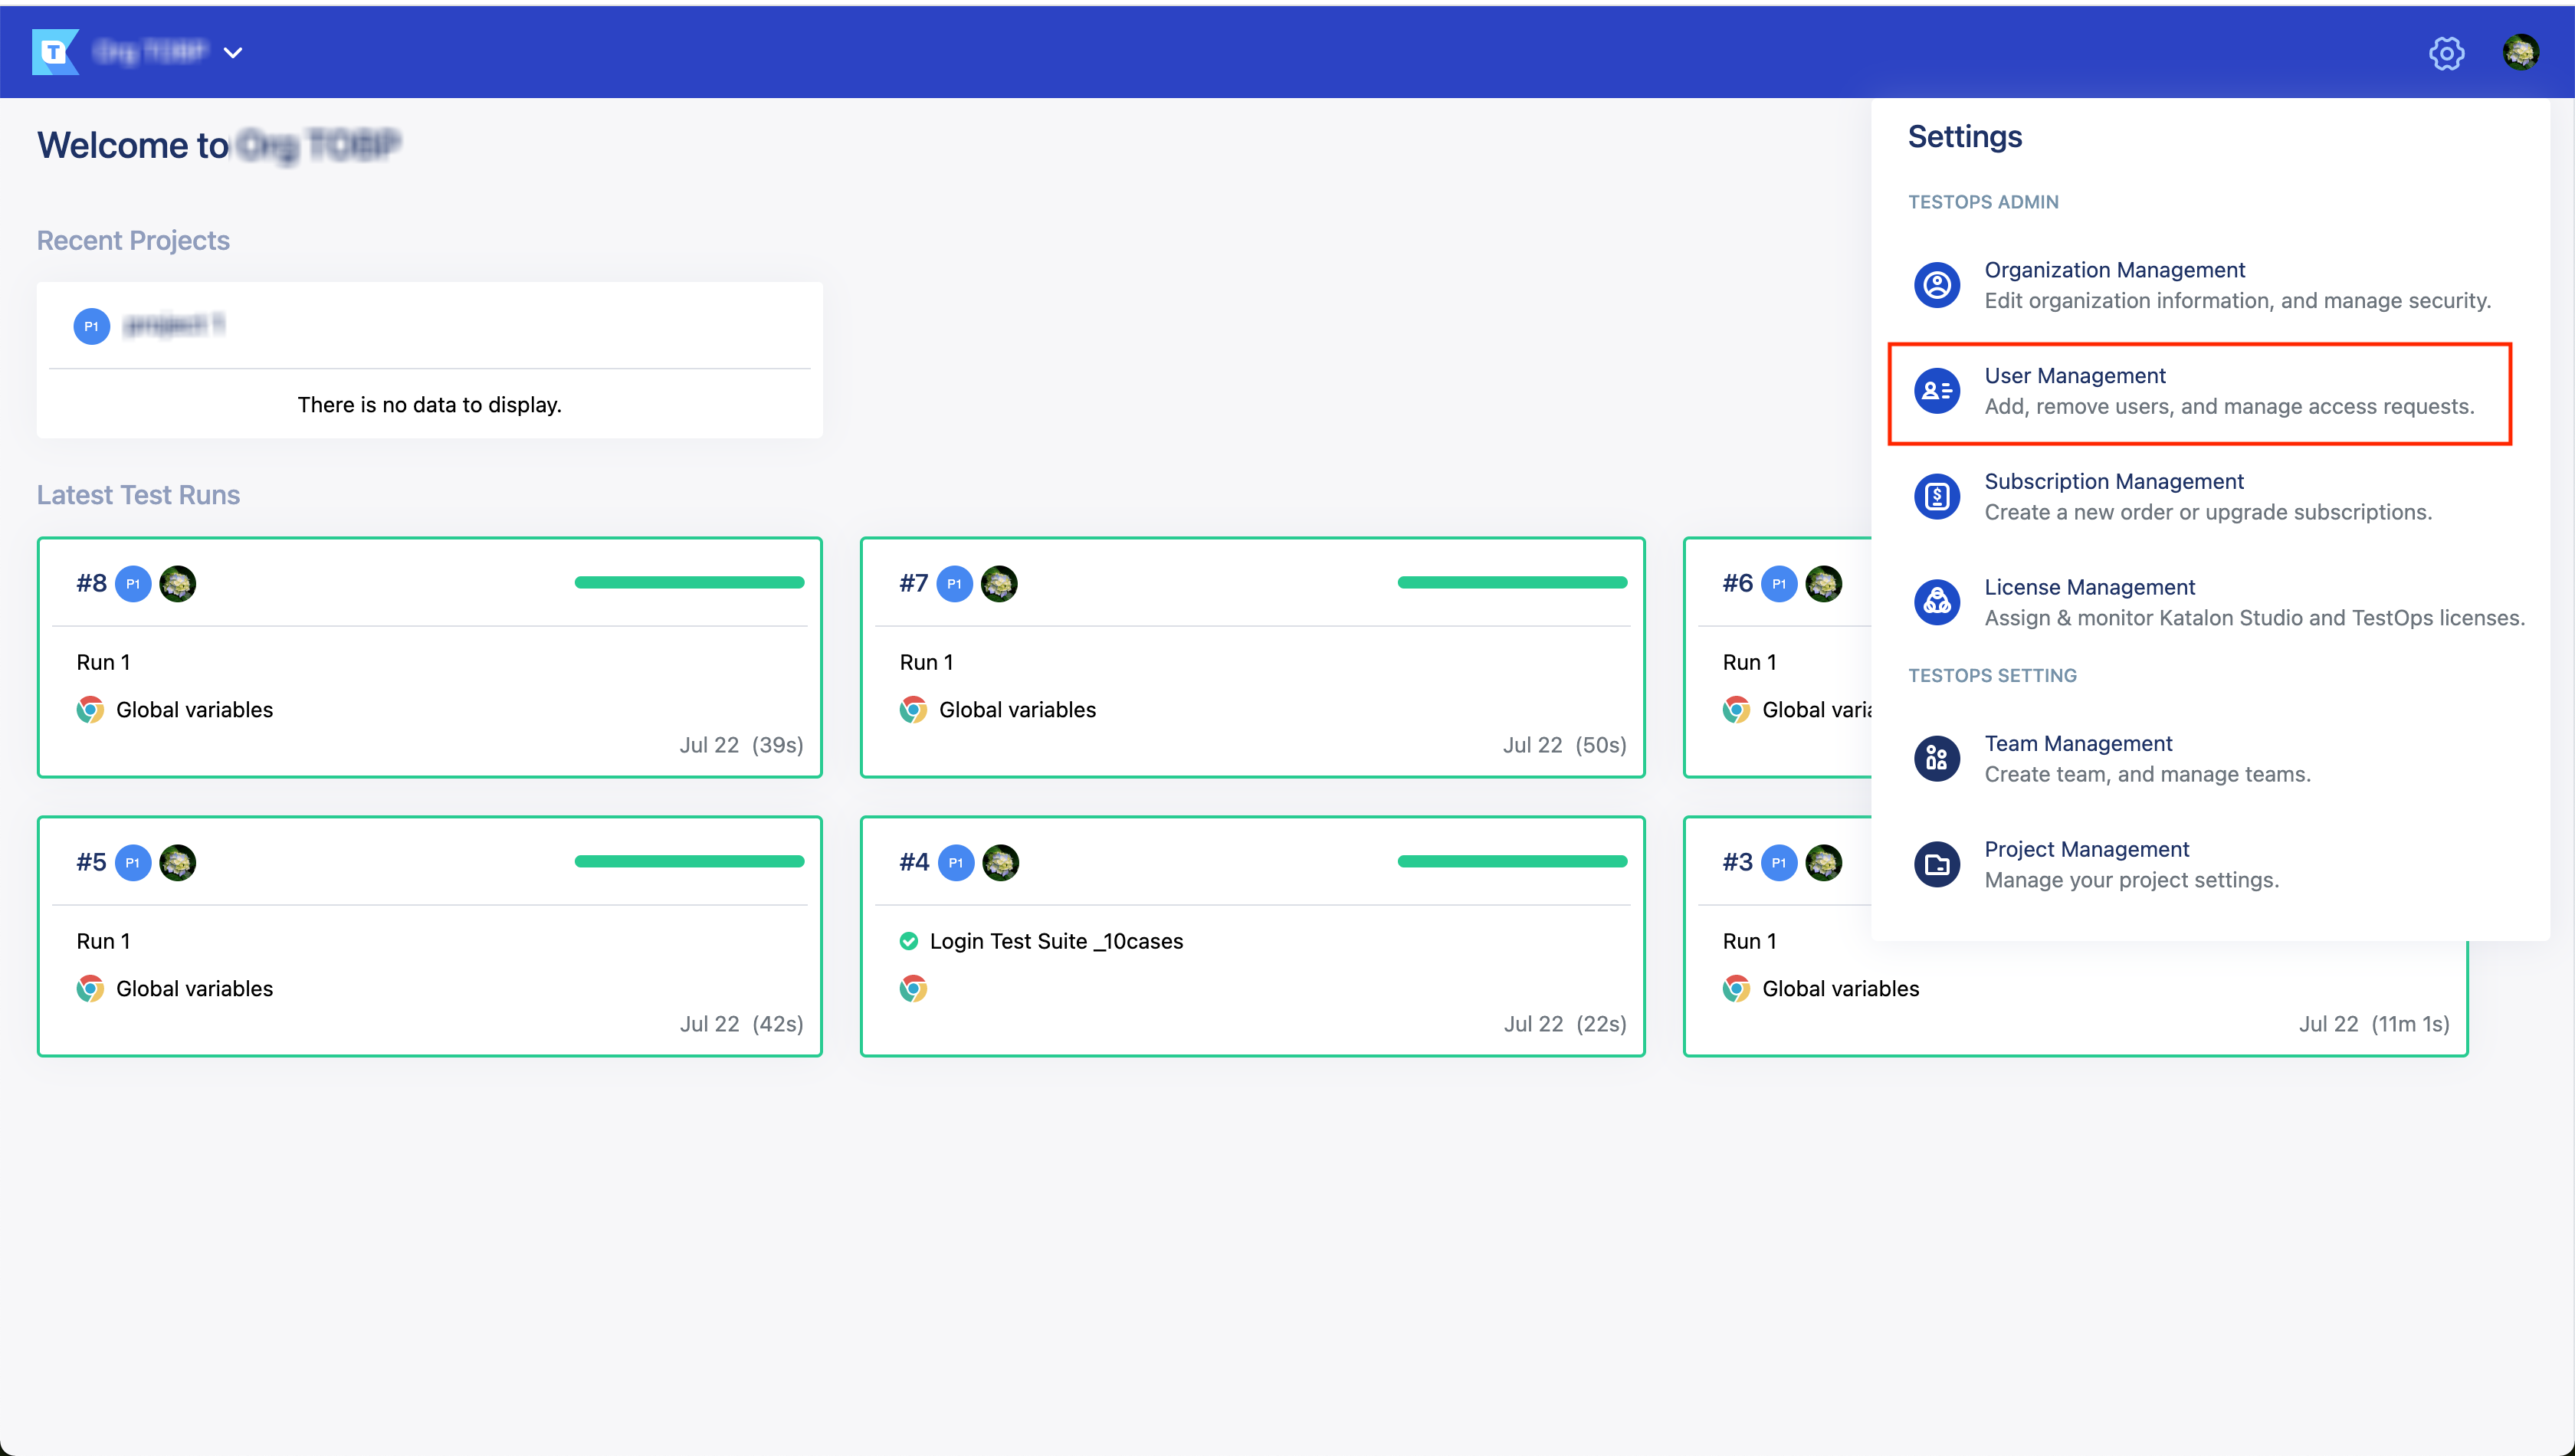 T
Welcome to
Settings
TESTOPS ADMIN
Organization Management
Edit organization information, and manage security.
User Management
Add, remove users, and manage access requests.
Subscription Management
Create a new order or upgrade subscriptions.
License Management
Assign & monitor Katalon Studio and TestOps licenses.
TESTOPS SETTING
Team Management
Create team, and manage teams.
Project Management
Manage your project settings.
Recent Projects
P1
There is no data to display.
Latest Test Runs
#8 P1
Run 1
Global variables
Jul 22 (39s)
#7 P1
Run 1
Global variables
Jul 22 (50s)
#6 P1
Run 1
Global varia
#5 P1
Run 1
Global variables
Jul 22 (42s)
#4 P1
Login Test Suite _10cases
Jul 22 (22s)
#3 P1
Run 1
Global variables
Jul 22 (11m 1s)